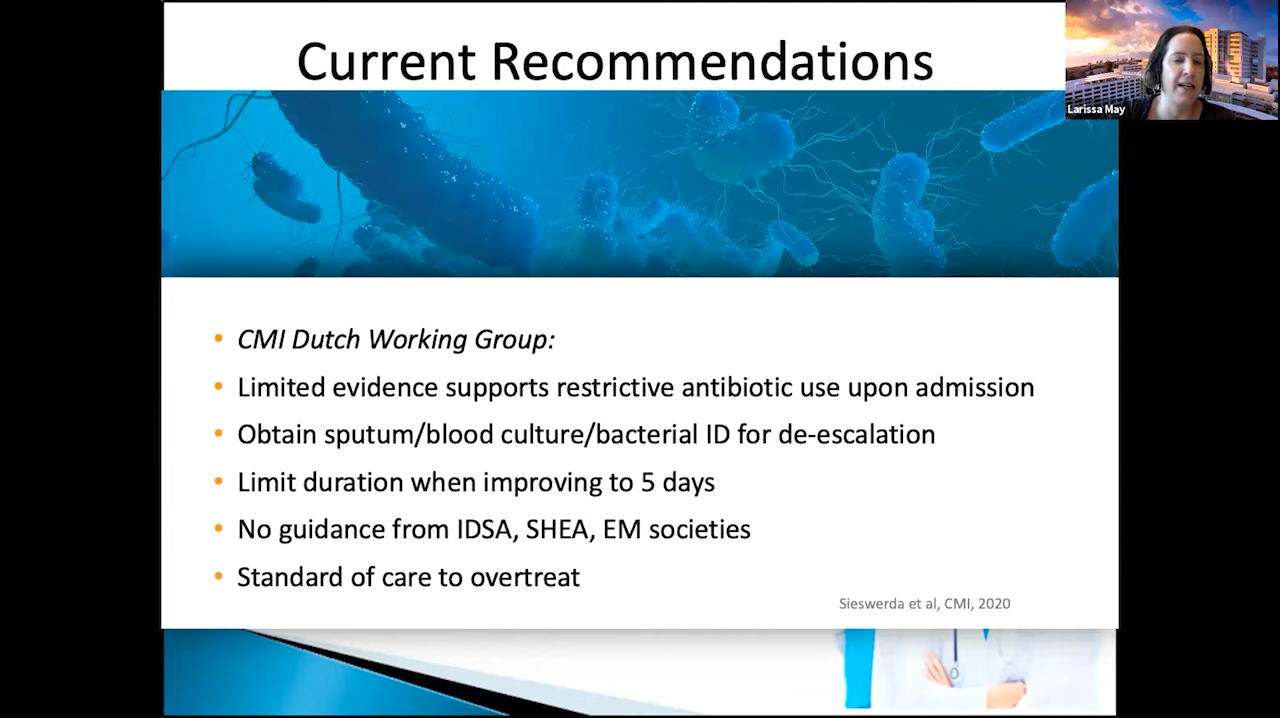 Current Recommendations
Larissa May
• CMI Dutch Working Group:
• Limited evidence supports restrictive antibiotic use upon admission
• Obtain sputum/blood culture/bacterial ID for de-escalation
• Limit duration when improving to 5 days
• No guidance from IDSA, SHEA, EM societies
• Standard of care to overtreat
Sieswerda et al, CMI, 2020